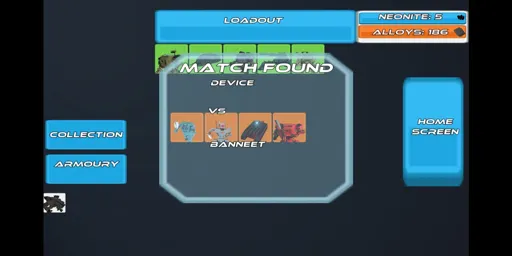 LOADOUT
NEONITE: 5
ALLOYS: 186
MATCH FOUND
DEVICE
VS
BANNEET
COLLECTION
ARMOURY
HOME
SCREEN